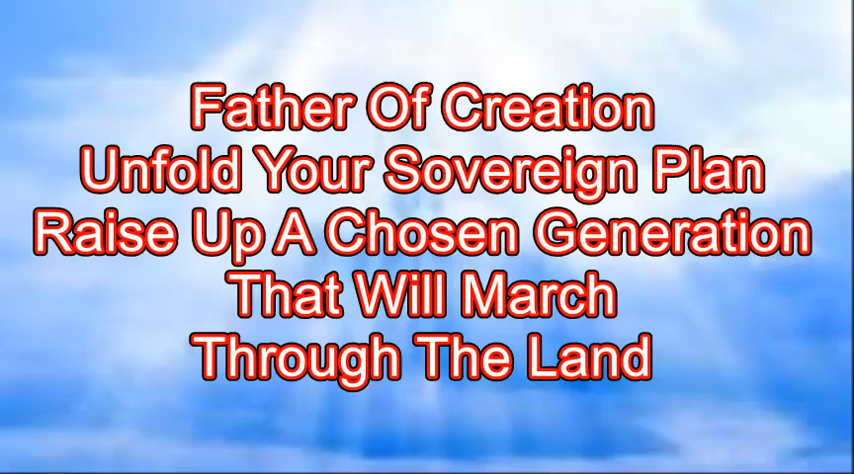 Father Of Creation
Unfold Your Sovereign Plan
Raise Up A Chosen Generation
That Will March
Through The Land